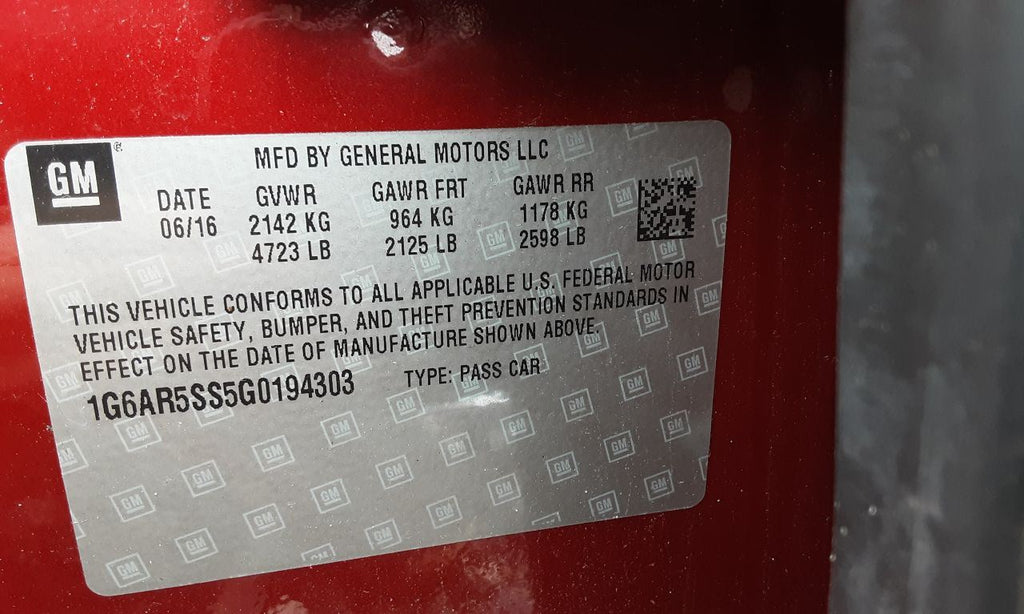 GM
MFD BY GENERAL MOTORS LLC
DATE GVWR GAWR FRT GAWR RR
06/16 2142 KG 964 KG 1178 KG
4723 LB 2125 LB 2598 LB
THIS VEHICLE CONFORMS TO ALL APPLICABLE U.S. FEDERAL MOTOR
VEHICLE SAFETY, BUMPER, AND THEFT PREVENTION STANDARDS IN
EFFECT ON THE DATE OF MANUFACTURE SHOWN ABOVE.
1G6AR5SS5G0194303 TYPE: PASS CAR